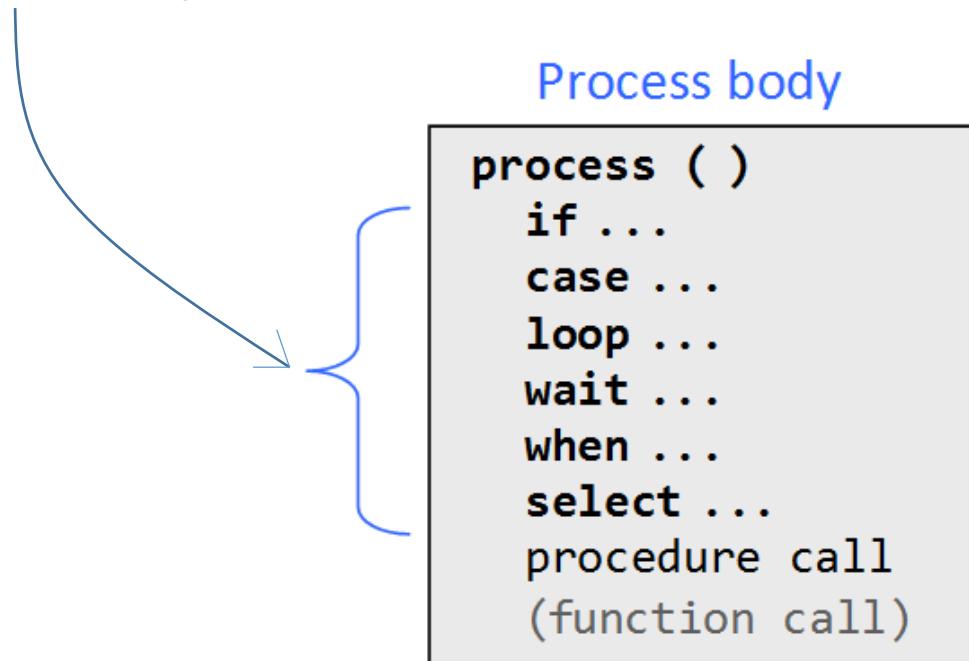 Process body
process ( )
if ...
case ...
loop ...
wait ...
when ...
select ...
procedure call
(function call)